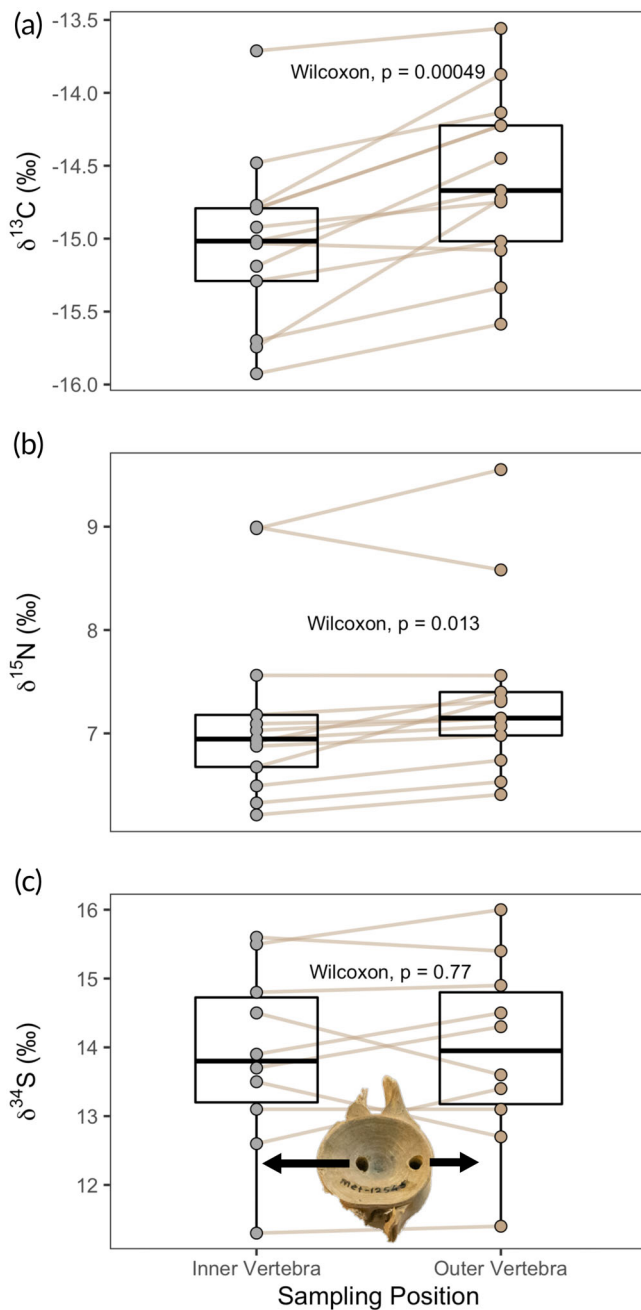 (a)
-13.5
-14.0
-14.5
-15.0
-15.5
-16.0
δ13C (‰)
Wilcoxon, p = 0.00049
(b)
9
8
7
δ15N (‰)
Wilcoxon, p = 0.013
(c)
16
15
14
13
12
δ34S (‰)
Wilcoxon, p = 0.77
Inner Vertebra
Outer Vertebra
Sampling Position